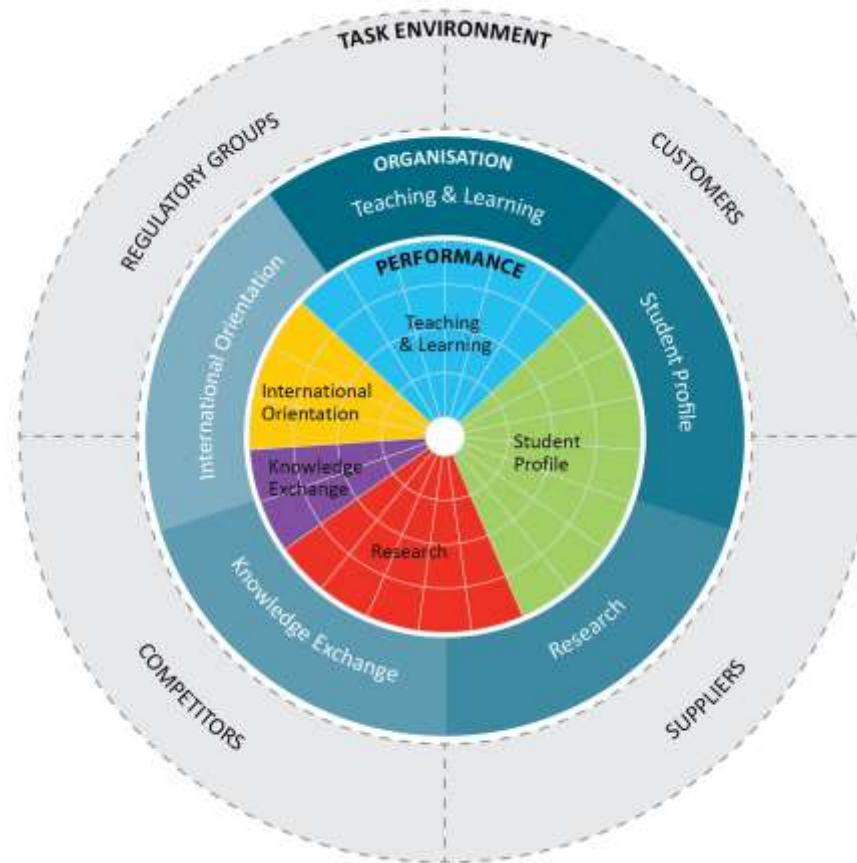 TASK ENVIRONMENT
REGULATORY GROUPS
CUSTOMERS
ORGANISATION
Teaching & Learning
International Orientation
Student Profile
PERFORMANCE
Teaching
& Learning
International
Orientation
Student
Profile
Knowledge
Exchange
Research
Knowledge Exchange
Research
COMPETITORS
SUPPLIERS